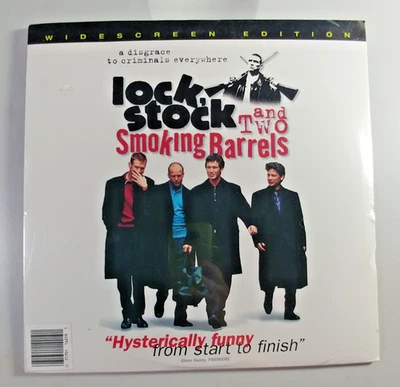 WIDESCREEN EDITION
a disgrace
to criminals everywhere
lock,
stock and
TWO
Smoking Barrels
"Hysterically funny
from start to finish"